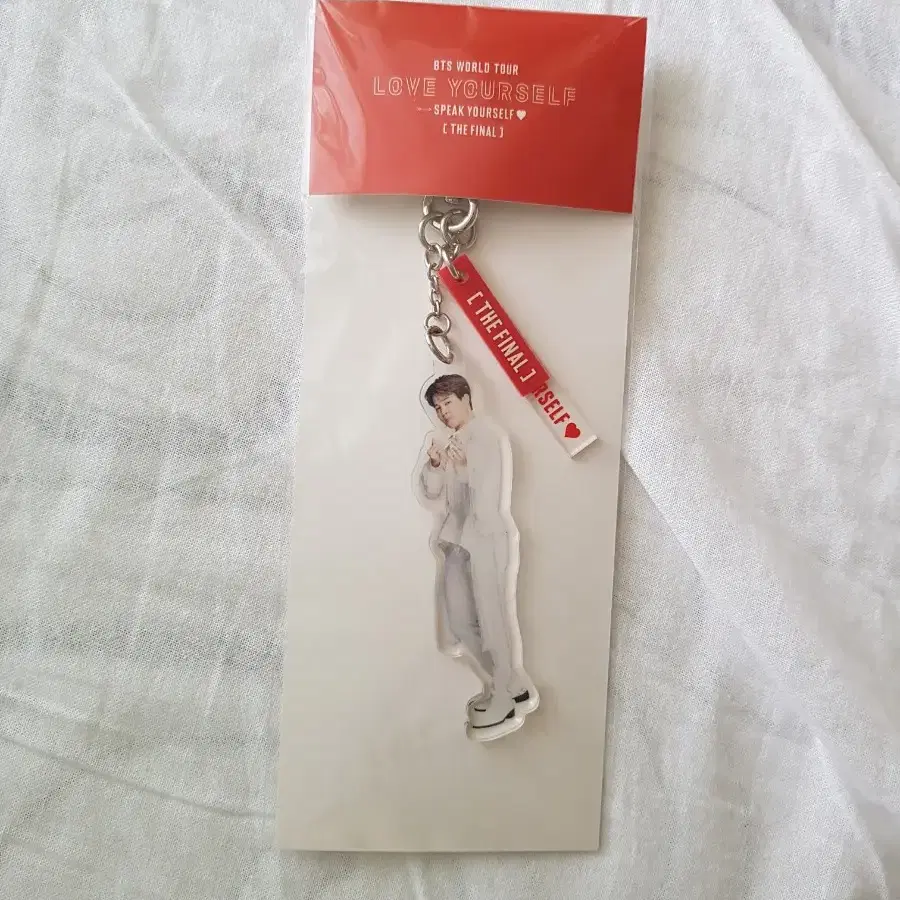 BTS WORLD TOUR
LOVE YOURSELF
SPEAK YOURSELF♥
[ THE FINAL ]
[ THE FINAL ]
RSELF♥